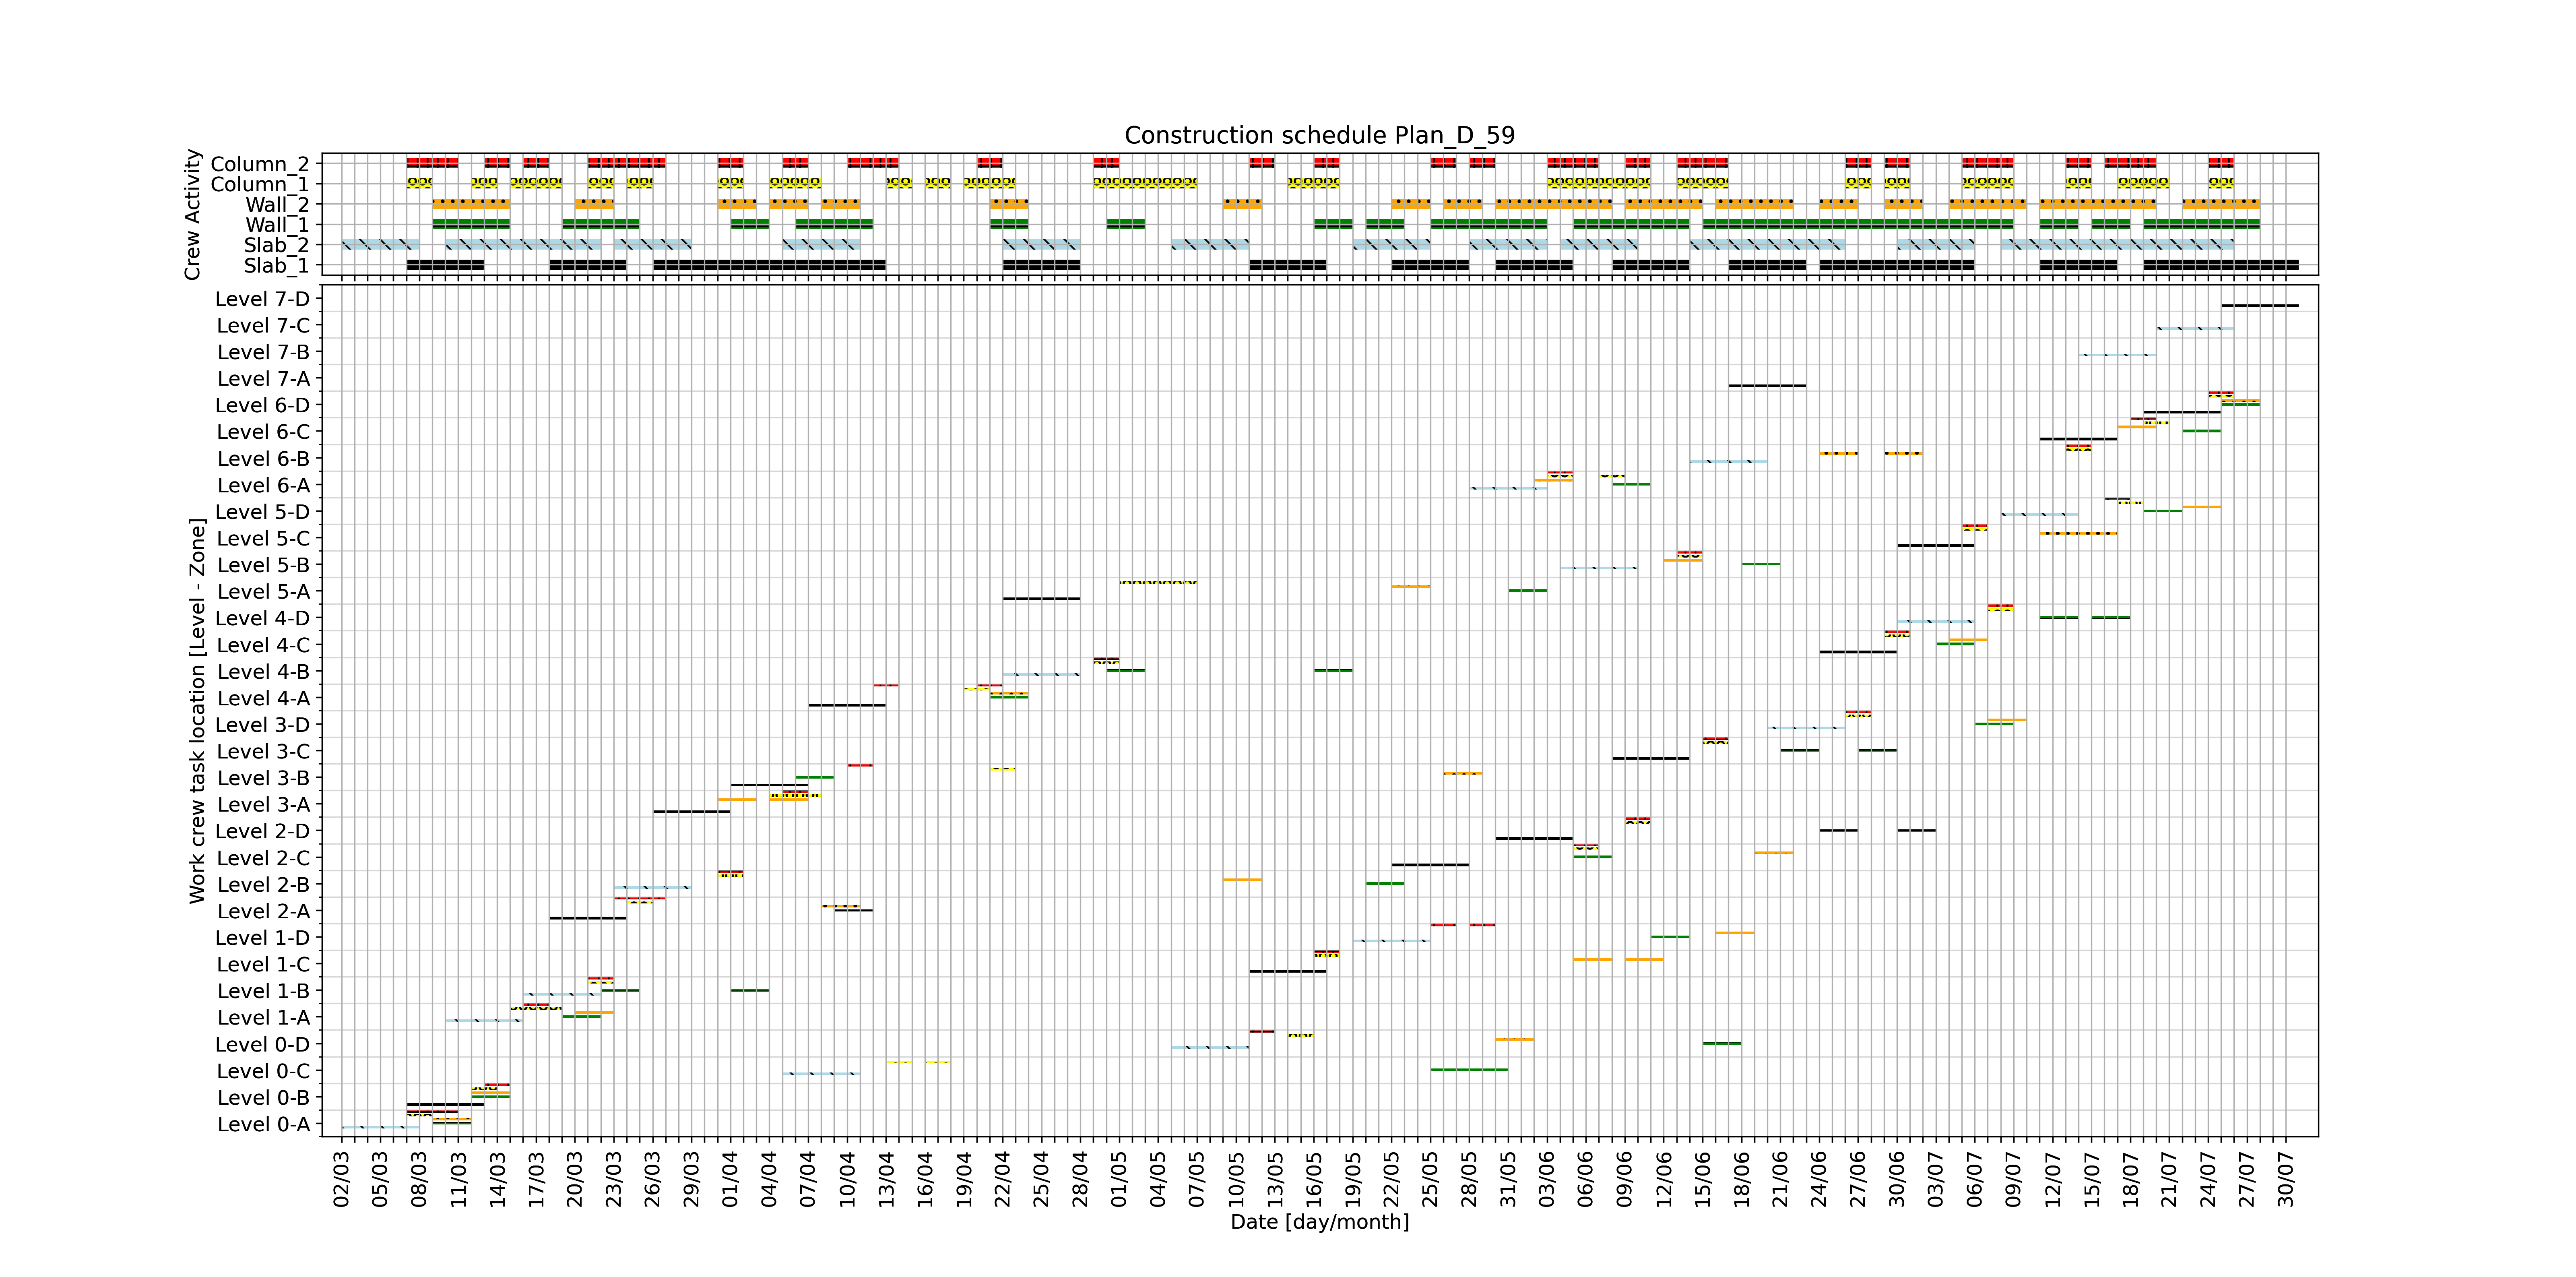 Construction schedule Plan_D_59
Crew Activity
Column_2
Column_1
Wall_2
Wall_1
Slab_2
Slab_1
Work crew task location [Level - Zone]
Level 7-D
Level 7-C
Level 7-B
Level 7-A
Level 6-D
Level 6-C
Level 6-B
Level 6-A
Level 5-D
Level 5-C
Level 5-B
Level 5-A
Level 4-D
Level 4-C
Level 4-B
Level 4-A
Level 3-D
Level 3-C
Level 3-B
Level 3-A
Level 2-D
Level 2-C
Level 2-B
Level 2-A
Level 1-D
Level 1-C
Level 1-B
Level 1-A
Level 0-D
Level 0-C
Level 0-B
Level 0-A
02/03
05/03
08/03
11/03
14/03
17/03
20/03
23/03
26/03
29/03
01/04
04/04
07/04
10/04
13/04
16/04
19/04
22/04
25/04
28/04
01/05
04/05
07/05
10/05
13/05
16/05
19/05
22/05
25/05
28/05
31/05
03/06
06/06
09/06
12/06
15/06
18/06
21/06
24/06
27/06
30/06
03/07
06/07
09/07
12/07
15/07
18/07
21/07
24/07
27/07
30/07
Date [day/month]